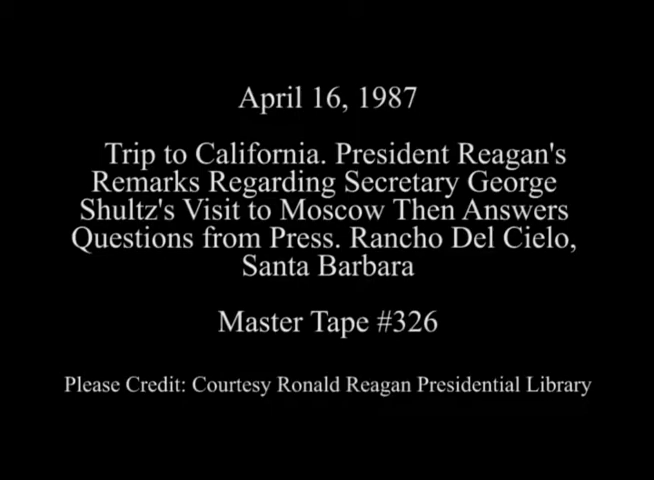 April 16, 1987
Trip to California. President Reagan's
Remarks Regarding Secretary George
Shultz's Visit to Moscow Then Answers
Questions from Press. Rancho Del Cielo,
Santa Barbara
Master Tape #326
Please Credit: Courtesy Ronald Reagan Presidential Library